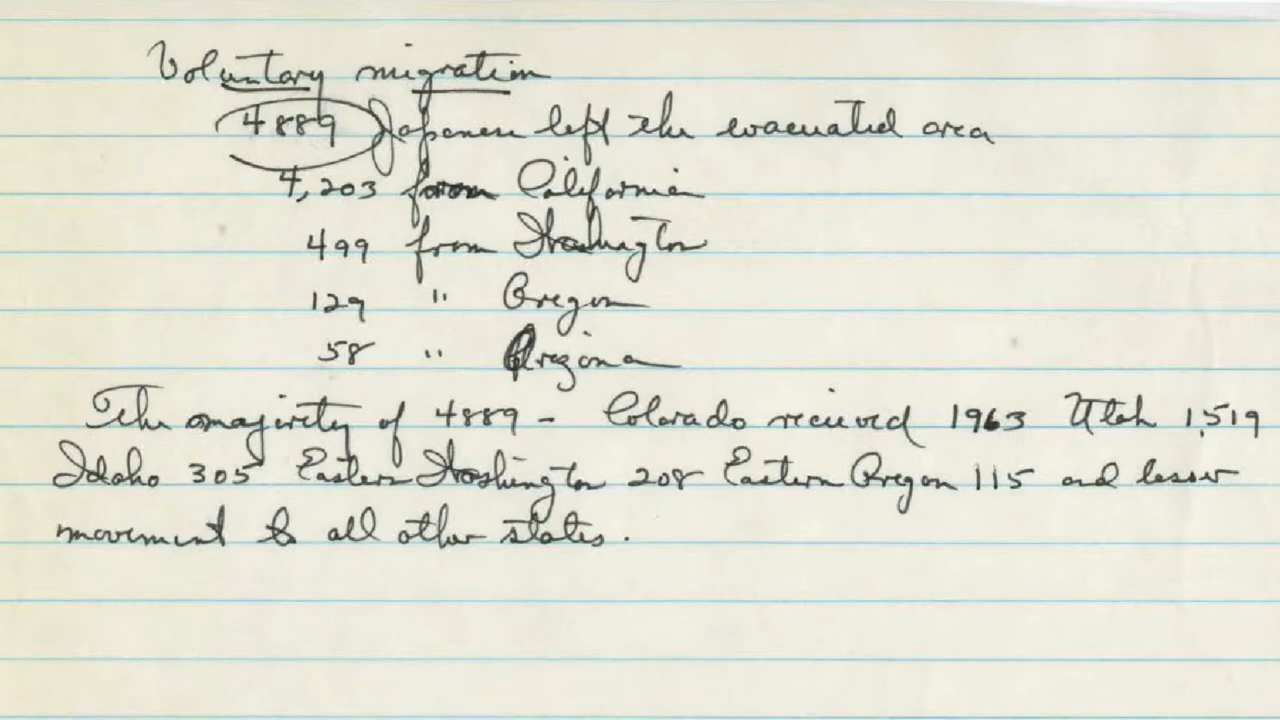 Voluntary migration
4889 Japanese left the evacuated area
4,203 from California
499 from Washington
129 " Oregon
58 " Arizona
The majority of 4889 - Colorado recieved 1963 Utah 1,519
Idaho 305 Eastern Washington 208 Eastern Oregon 115 and lesser
movement to all other states.